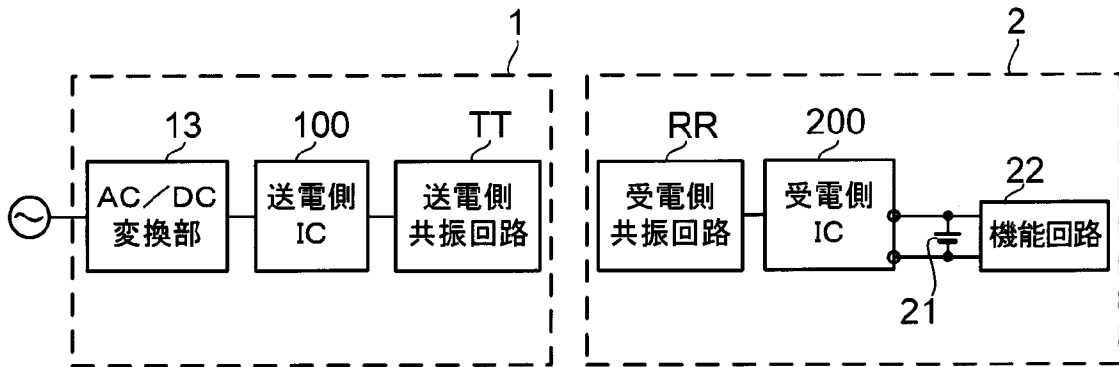 1
2
13
100
TT
RR
200
22
AC／DC
変換部
送電側
IC
送電側
共振回路
受電側
共振回路
受電側
IC
機能回路
21